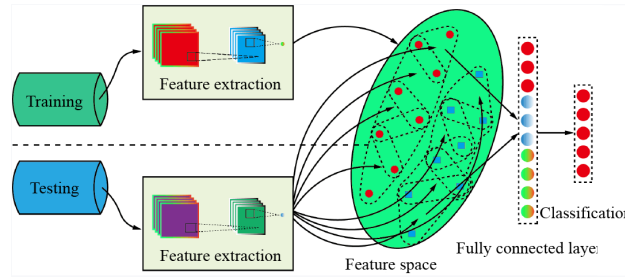 Feature extraction
Training
Testing
Feature extraction
Feature space
Fully connected layer
Classification